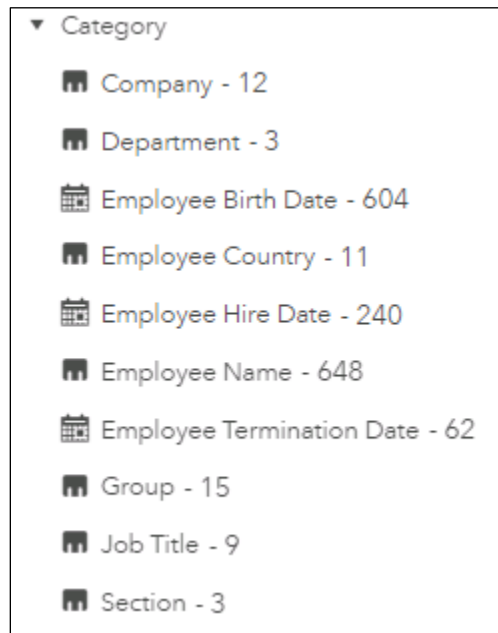 Category
Company - 12
Department - 3
Employee Birth Date - 604
Employee Country - 11
Employee Hire Date - 240
Employee Name - 648
Employee Termination Date - 62
Group - 15
Job Title - 9
Section - 3